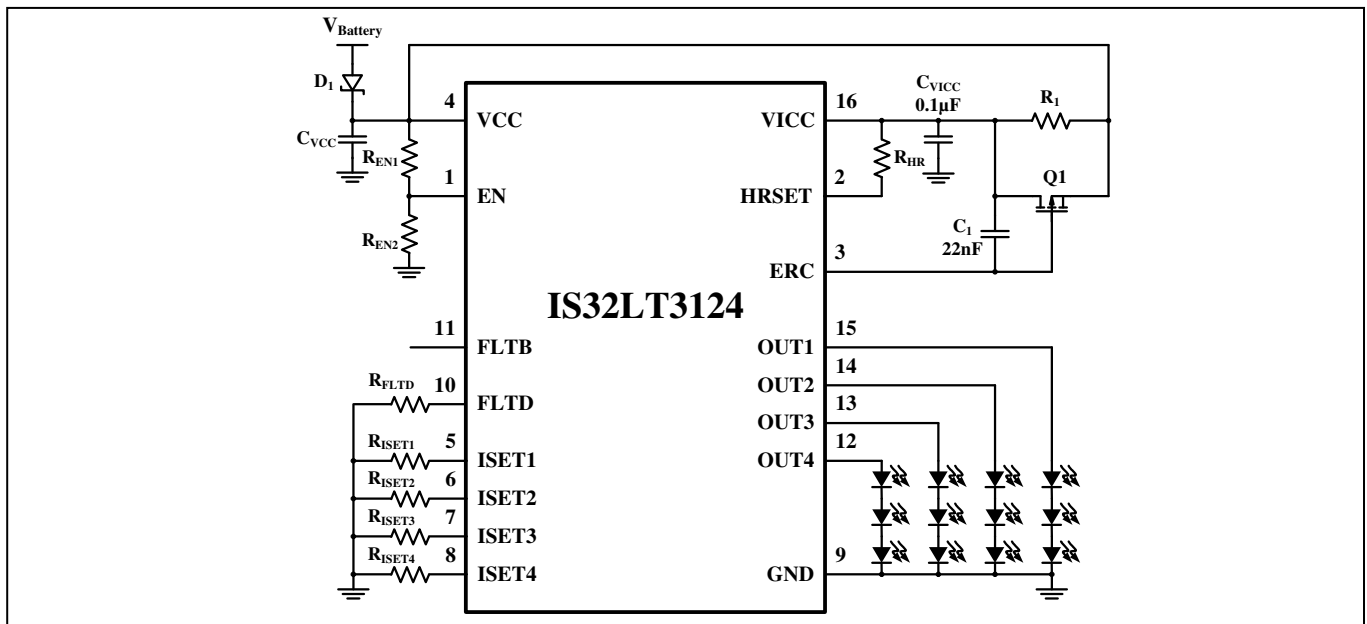 VBattery
D1
CVCC
REN1
REN2
4
VCC
1
EN
11
FLTB
RFLTD
10
FLTD
RISET1
5
ISET1
RISET2
6
ISET2
RISET3
7
ISET3
RISET4
8
ISET4
IS32LT3124
16
VICC
2
HRSET
3
ERC
15
OUT1
14
OUT2
13
OUT3
12
OUT4
9
GND
CVICC
0.1µF
R1
RHR
Q1
C1
22nF